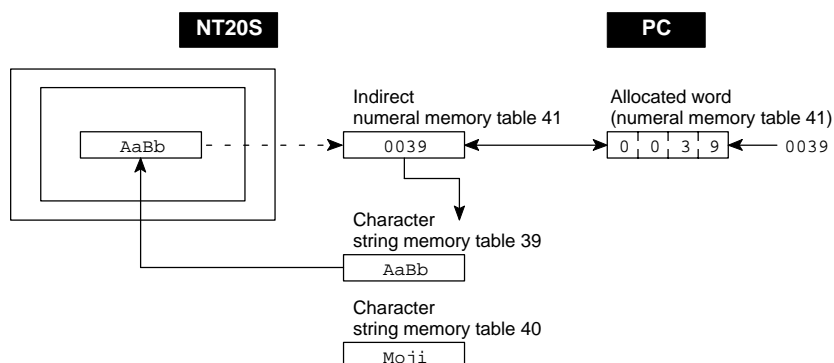 NT20S
PC
Indirect
numeral memory table 41
Allocated word
(numeral memory table 41)
AaBb
0039
0 0 3 9
0039
Character
string memory table 39
AaBb
Character
string memory table 40
Moji